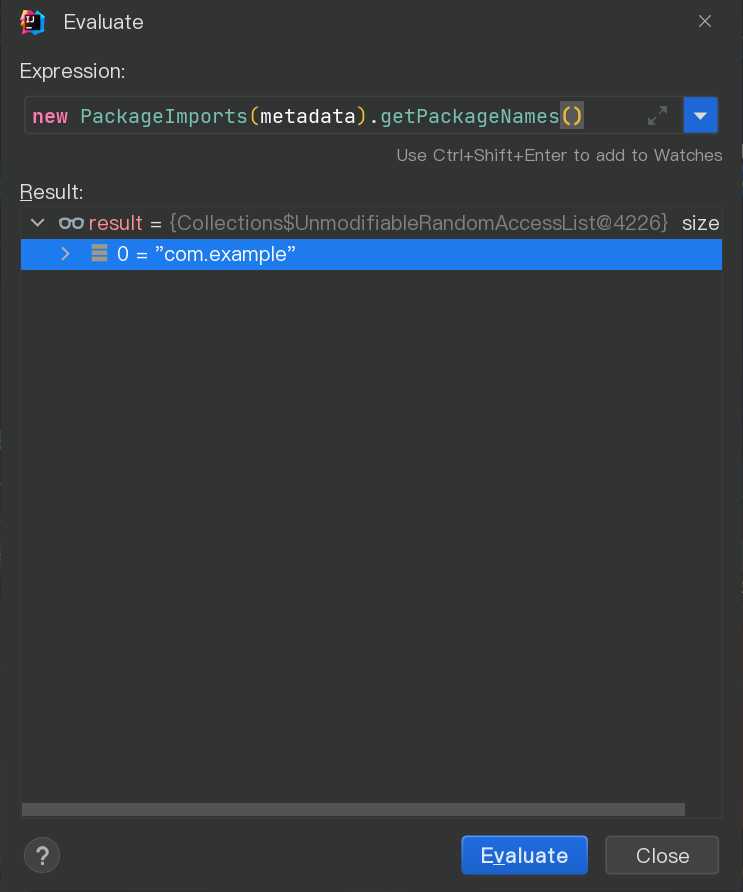 Evaluate
Expression:
new PackageImports(metadata).getPackageNames()
Use Ctrl+Shift+Enter to add to Watches
Result:
result = {Collections$UnmodifiableRandomAccessList@4226} size
0 = "com.example"
? Evaluate Close